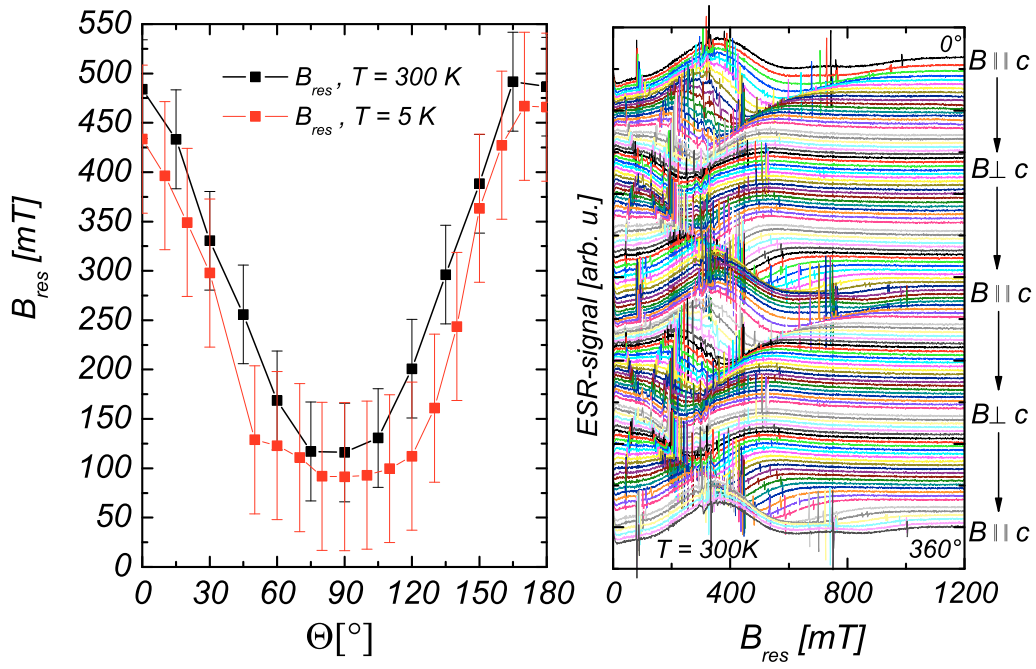 550
500
450
400
350
300
250
200
150
100
50
0
B_res [mT]
B_res , T = 300 K
B_res , T = 5 K
0 30 60 90 120 150 180
Θ[°]
ESR-signal [arb. u.]
0°
B || c
B⊥ c
B || c
B⊥ c
B || c
T = 300K
360°
0 400 800 1200
B_res [mT]